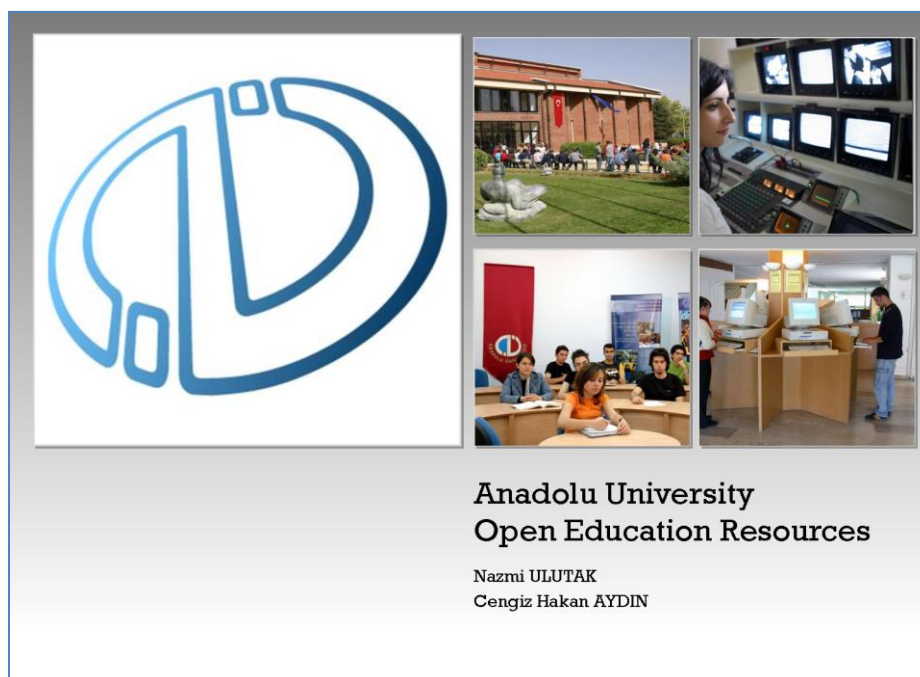 Anadolu University
Open Education Resources
Nazmi ULUTAK
Cengiz Hakan AYDIN